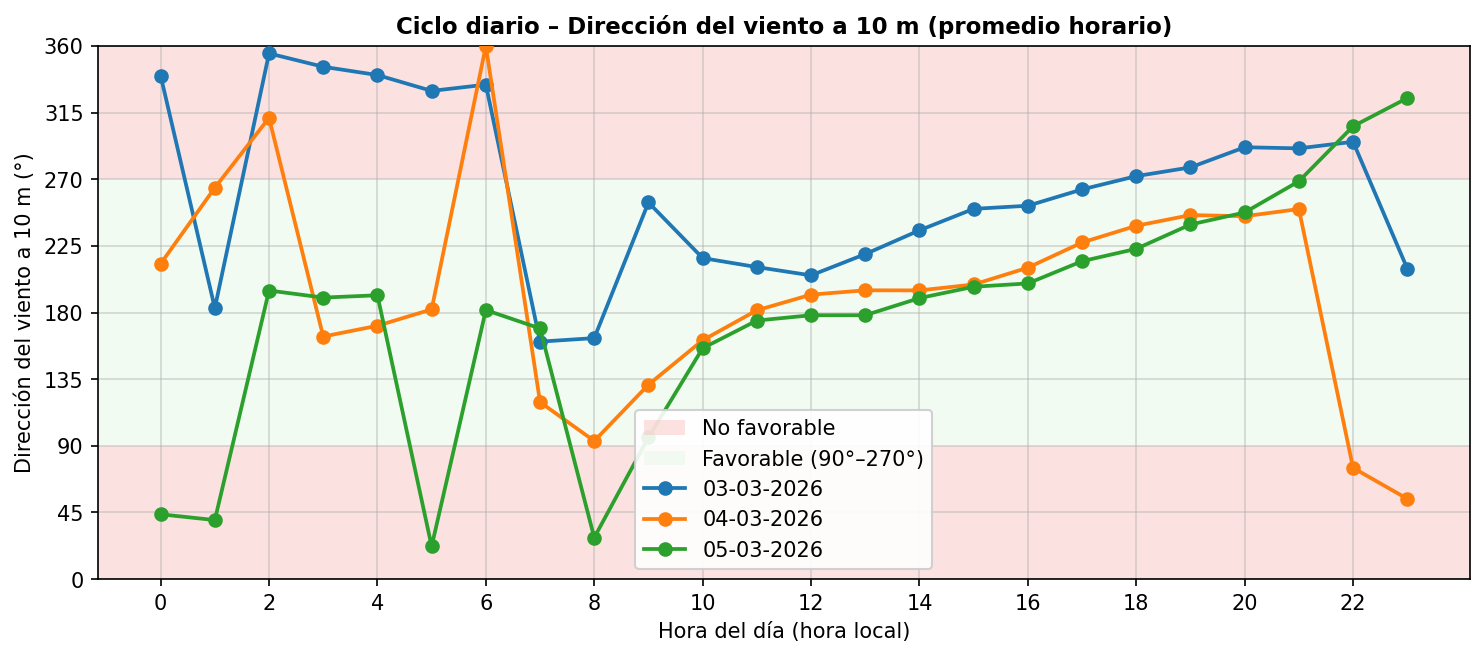 Ciclo diario – Dirección del viento a 10 m (promedio horario)
Dirección del viento a 10 m (°)
360
315
270
225
180
135
90
45
0
No favorable
Favorable (90°–270°)
03-03-2026
04-03-2026
05-03-2026
0 2 4 6 8 10 12 14 16 18 20 22
Hora del día (hora local)